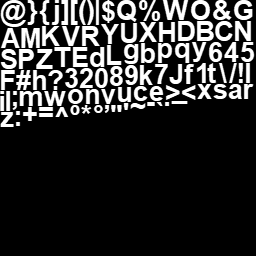 @}{j][()|$Q%WO&G
AMKVRYUXHDBCN
SPZTEdLgbpqy645
F#h?32089k7Jf1t\/!I
il;mwonvuce><xsar
z:+=^º*°’"'~-`._